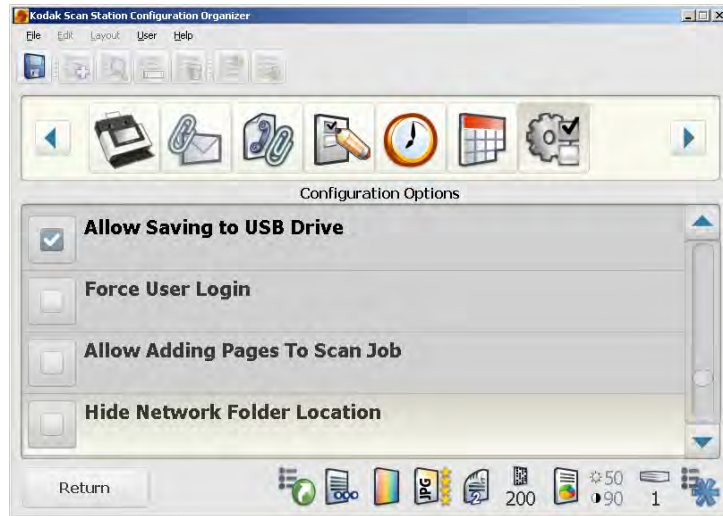 Kodak Scan Station Configuration Organizer
File Edit Layout User Help
Configuration Options
Allow Saving to USB Drive
Force User Login
Allow Adding Pages To Scan Job
Hide Network Folder Location
Return
JPG
2
200
50
90
1